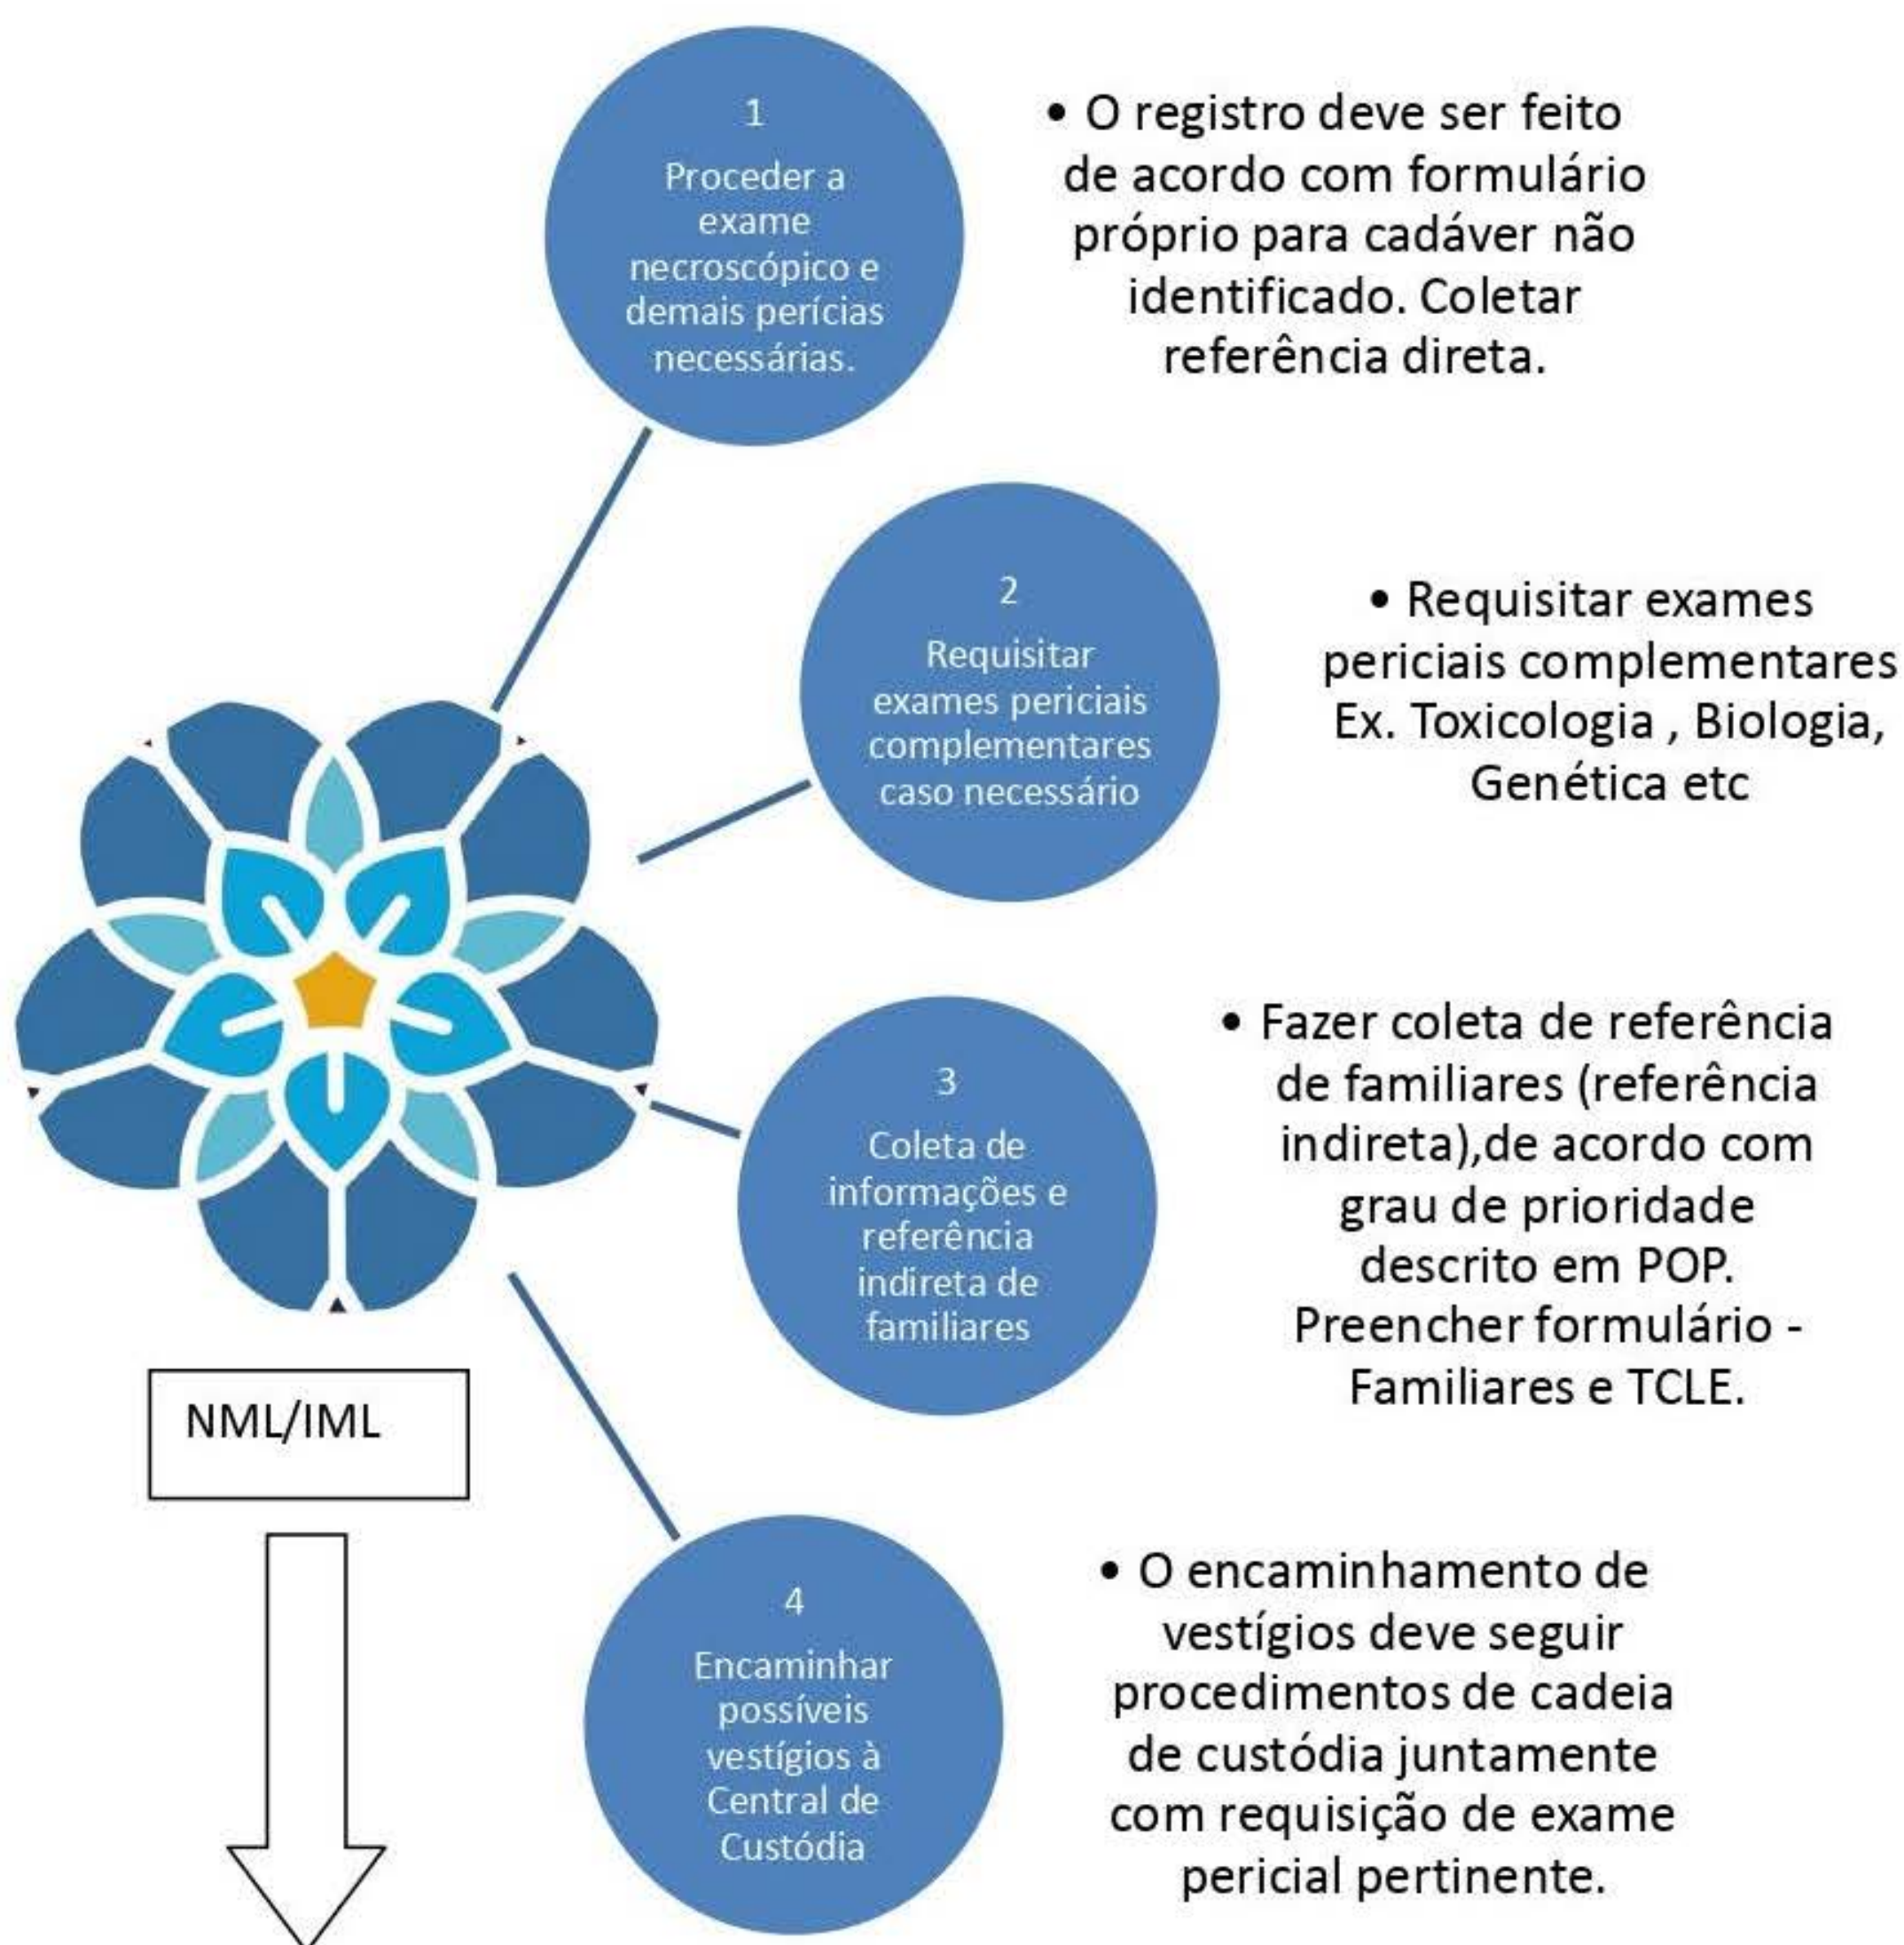 1
Proceder a
exame
necroscópico e
demais perícias
necessárias.
• O registro deve ser feito
de acordo com formulário
próprio para cadáver não
identificado. Coletar
referência direta.
2
Requisitar
exames periciais
complementares
caso necessário
• Requisitar exames
periciais complementares
Ex. Toxicologia , Biologia,
Genética etc
3
Coleta de
informações e
referência
indireta de
familiares
• Fazer coleta de referência
de familiares (referência
indireta),de acordo com
grau de prioridade
descrito em POP.
Preencher formulário -
Familiares e TCLE.
NML/IML
4
Encaminhar
possíveis
vestígios à
Central de
Custódia
• O encaminhamento de
vestígios deve seguir
procedimentos de cadeia
de custódia juntamente
com requisição de exame
pericial pertinente.